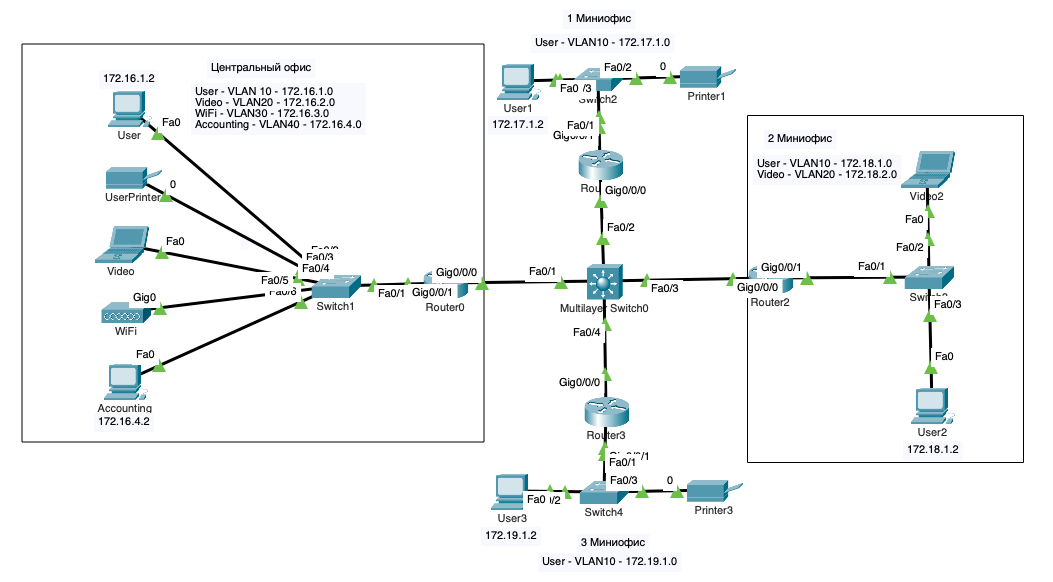 1 Миниофис
User - VLAN10 - 172.17.1.0
Центральный офис
User - VLAN 10 - 172.16.1.0
Video - VLAN20 - 172.16.2.0
WiFi - VLAN30 - 172.16.3.0
Accounting - VLAN40 - 172.16.4.0
172.16.1.2
User
Fa0
UserPrinter
0
Video
Fa0
WiFi
Gig0
Accounting
172.16.4.2
Fa0
Fa0/3
Fa0/4
Fa0/5
Switch1
Fa0/1
Gig0/0/1
Gig0/0/0
Router0
Fa0/1
User1
172.17.1.2
Fa0
/3
Fa0/2
0
Switch2
Printer1
Fa0/1
Gig0/0/1
Rou
Gig0/0/0
Fa0/2
Multilayer Switch0
Fa0/3
Fa0/4
Gig0/0/0
Router3
Fa0/1
Fa0/3
0
User3
172.19.1.2
Fa0
/2
Switch4
Printer3
3 Миниофис
User - VLAN10 - 172.19.1.0
2 Миниофис
User - VLAN10 - 172.18.1.0
Video - VLAN20 - 172.18.2.0
Video2
Fa0
Fa0/2
Gig0/0/1
Gig0/0/0
Router2
Fa0/1
Fa0/3
Fa0
User2
172.18.1.2